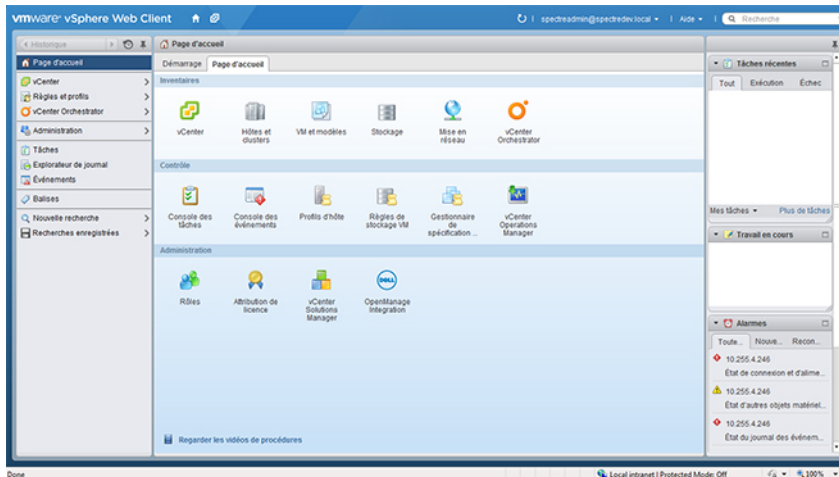 vmware® vSphere Web Client
spectreadmin@spectredev.local
Aide
Recherche
Historique
Page d'accueil
vCenter
Règles et profils
vCenter Orchestrator
Administration
Tâches
Explorateur de journal
Événements
Balises
Nouvelle recherche
Recherches enregistrées
Page d'accueil
Démarrage Page d'accueil
Inventaires
vCenter
Hôtes et clusters
VM et modèles
Stockage
Mise en réseau
vCenter Orchestrator
Contrôle
Console des tâches
Console des événements
Profils d'hôte
Règles de stockage VM
Gestionnaire de spécification ...
vCenter Operations Manager
Administration
Rôles
Attribution de licence
vCenter Solutions Manager
DELL
OpenManage Integration
Regarder les vidéos de procédures
Tâches récentes
Tout Exécution Échec
Mes tâches Plus de tâches
Travail en cours
Alarmes
Toute... Nouve... Recon...
10.255.4.246
État de connexion et d'alime...
10.255.4.246
État d'autres objets matériel...
10.255.4.246
État du journal des événem...
Done
Local intranet | Protected Mode: Off
100%